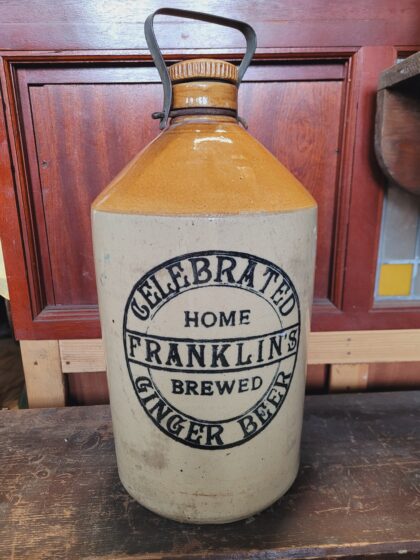 CELEBRATED
HOME
FRANKLIN'S
BREWED
GINGER BEER